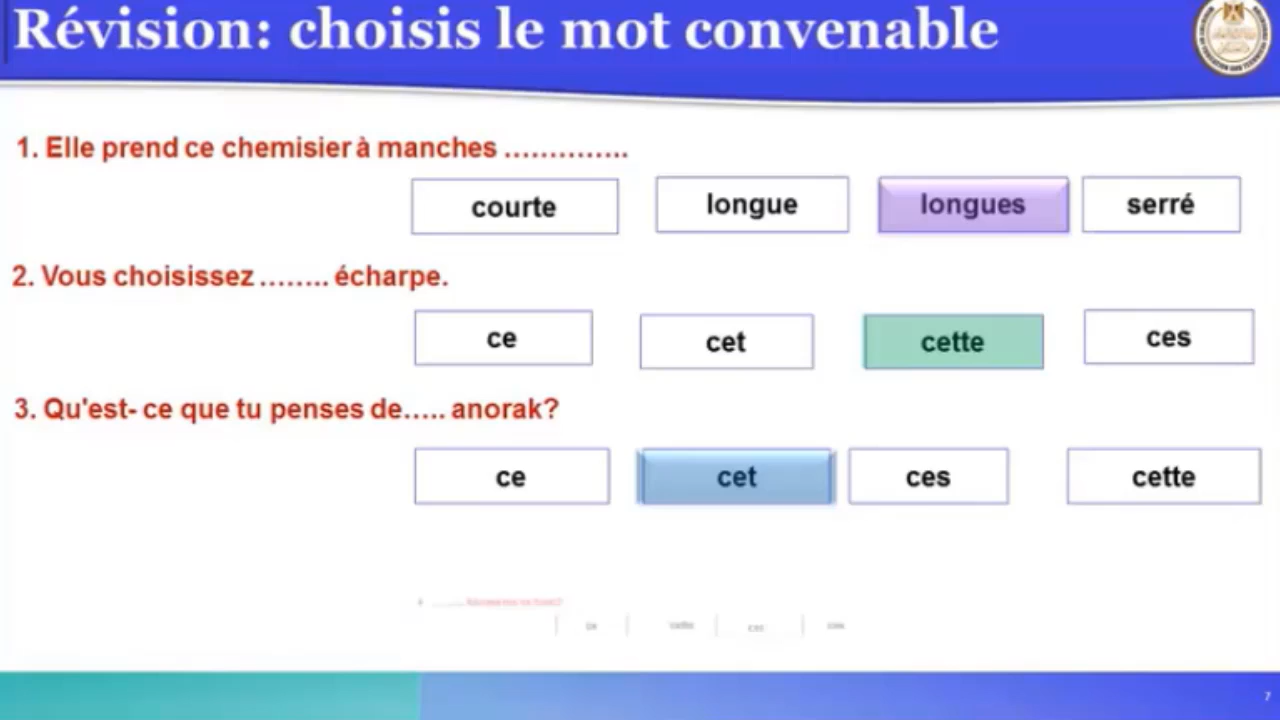 Révision: choisis le mot convenable
1. Elle prend ce chemisier à manches ..............
courte longue longues serré
2. Vous choisissez ........ écharpe.
ce cet cette ces
3. Qu'est- ce que tu penses de..... anorak?
ce cet ces cette
7